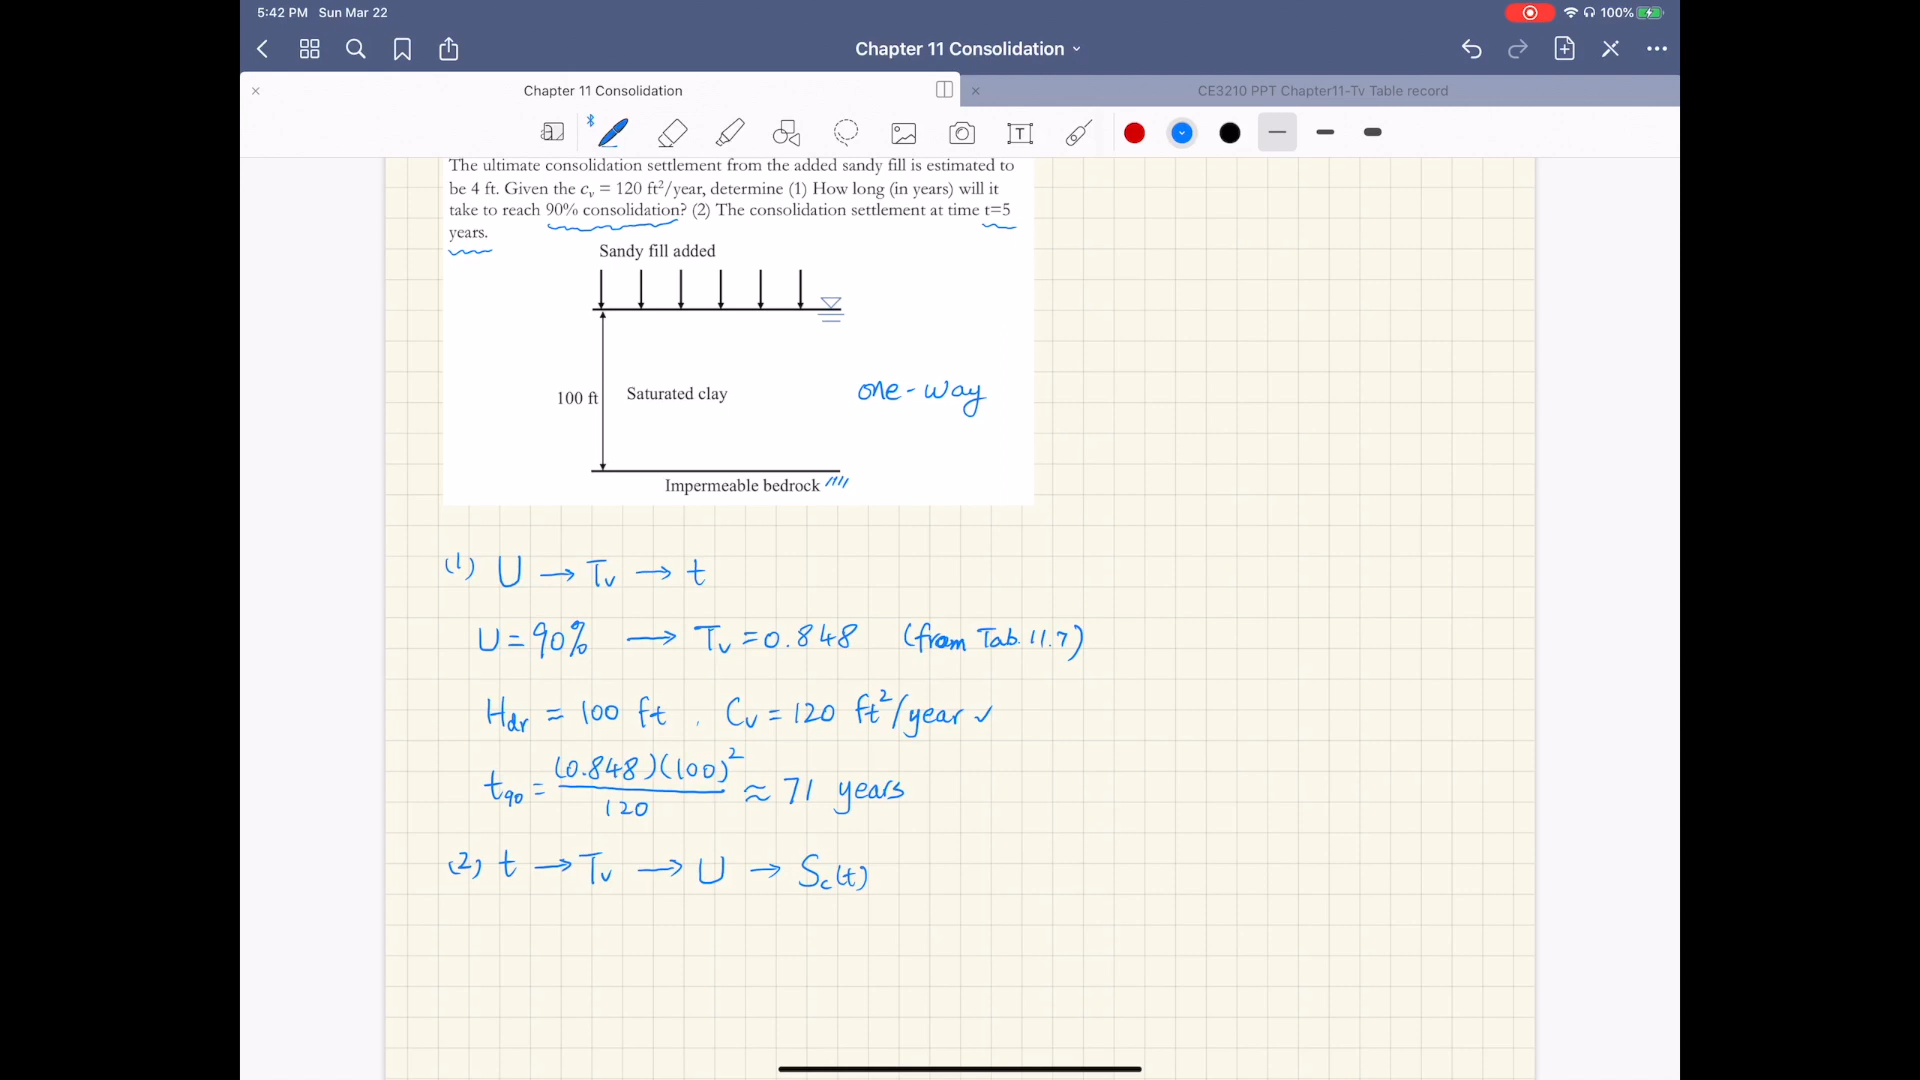 5:42 PM Sun Mar 22
100%
Chapter 11 Consolidation
Chapter 11 Consolidation
CE3210 PPT Chapter11-Tv Table record
T
The ultimate consolidation settlement from the added sandy fill is estimated to
be 4 ft. Given the cᵥ = 120 ft²/year, determine (1) How long (in years) will it
take to reach 90% consolidation? (2) The consolidation settlement at time t=5
years.
Sandy fill added
100 ft
Saturated clay
one-way
Impermeable bedrock
(1) U → Tv → t
U = 90% → Tv = 0.848 (from Tab. 11.7)
Hdr = 100 ft , Cv = 120 ft²/year ✓
t90 = (0.848)(100)² / 120 ≈ 71 years
(2) t → Tv → U → Sc(t)